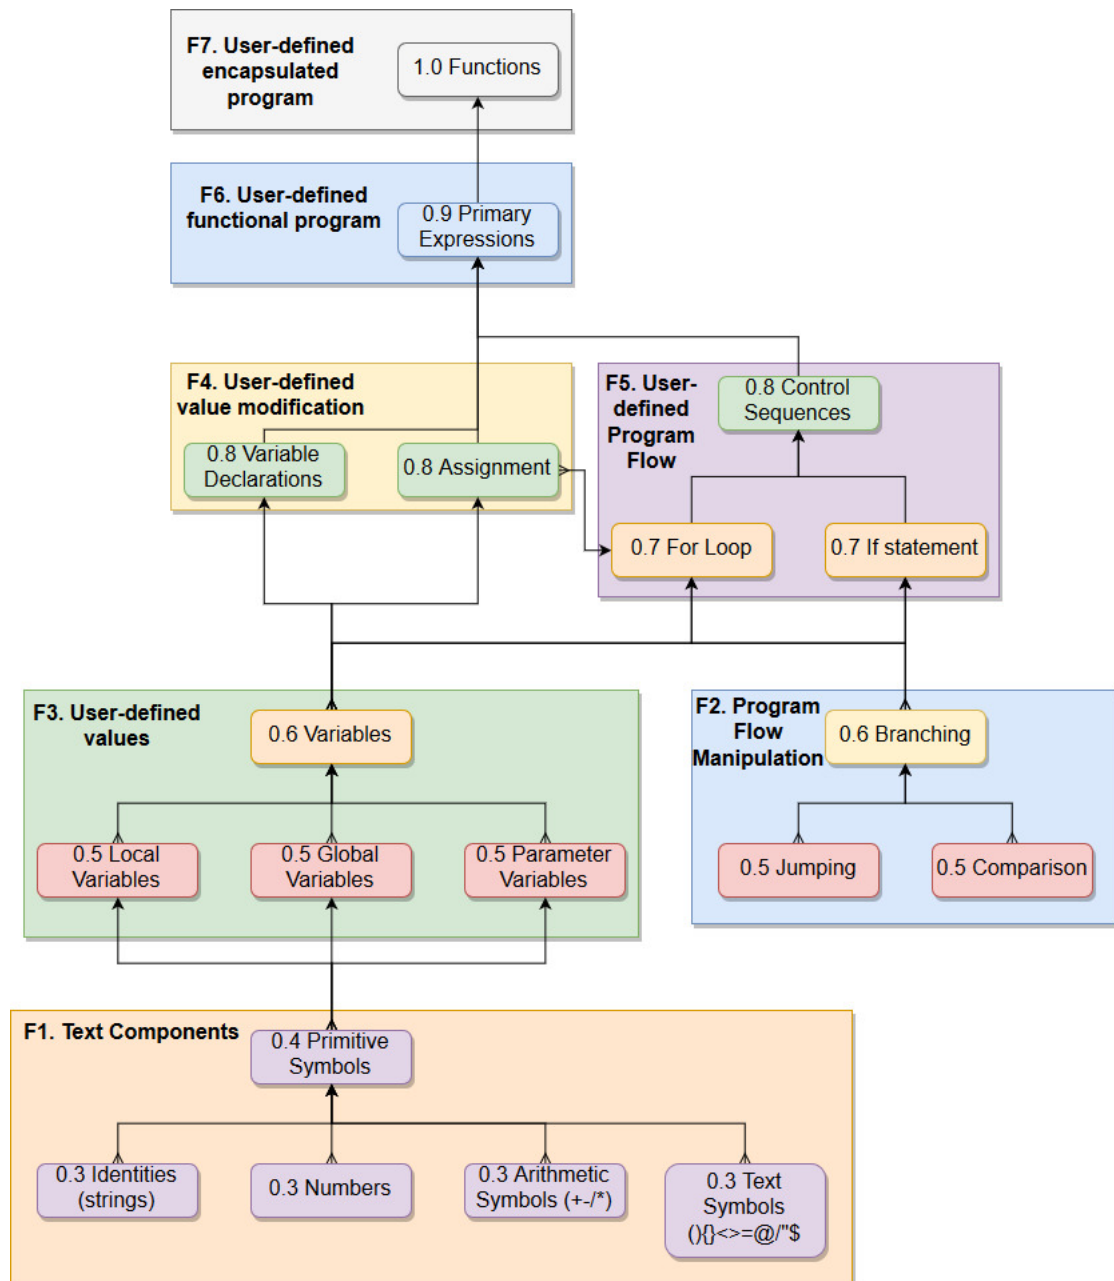 F7. User-defined
encapsulated
program
1.0 Functions
F6. User-defined
functional program
0.9 Primary
Expressions
F4. User-defined
value modification
0.8 Variable
Declarations
0.8 Assignment
F5. User-
defined
Program
Flow
0.8 Control
Sequences
0.7 For Loop
0.7 If statement
F3. User-defined
values
0.6 Variables
0.5 Local
Variables
0.5 Global
Variables
0.5 Parameter
Variables
F2. Program
Flow
Manipulation
0.6 Branching
0.5 Jumping
0.5 Comparison
F1. Text Components
0.4 Primitive
Symbols
0.3 Identities
(strings)
0.3 Numbers
0.3 Arithmetic
Symbols (+-/*)
0.3 Text
Symbols
(){}<>=@/"$